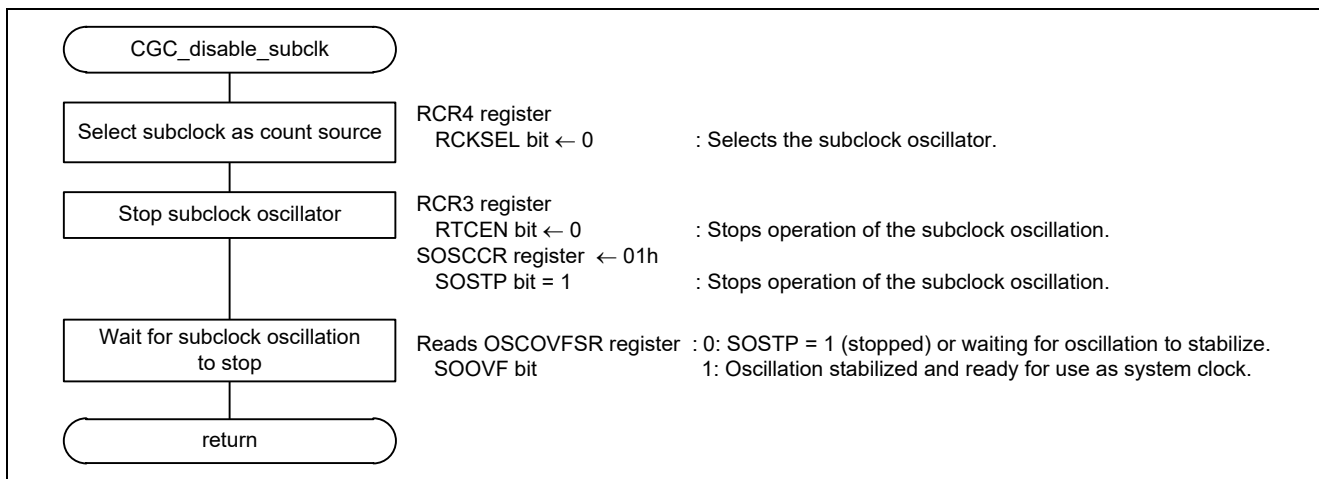 CGC_disable_subclk
Select subclock as count source
RCR4 register
RCKSEL bit ← 0 : Selects the subclock oscillator.
Stop subclock oscillator
RCR3 register
RTCEN bit ← 0 : Stops operation of the subclock oscillation.
SOSCCR register ← 01h
SOSTP bit = 1 : Stops operation of the subclock oscillation.
Wait for subclock oscillation
to stop
Reads OSCOVFSR register : 0: SOSTP = 1 (stopped) or waiting for oscillation to stabilize.
SOOVF bit 1: Oscillation stabilized and ready for use as system clock.
return